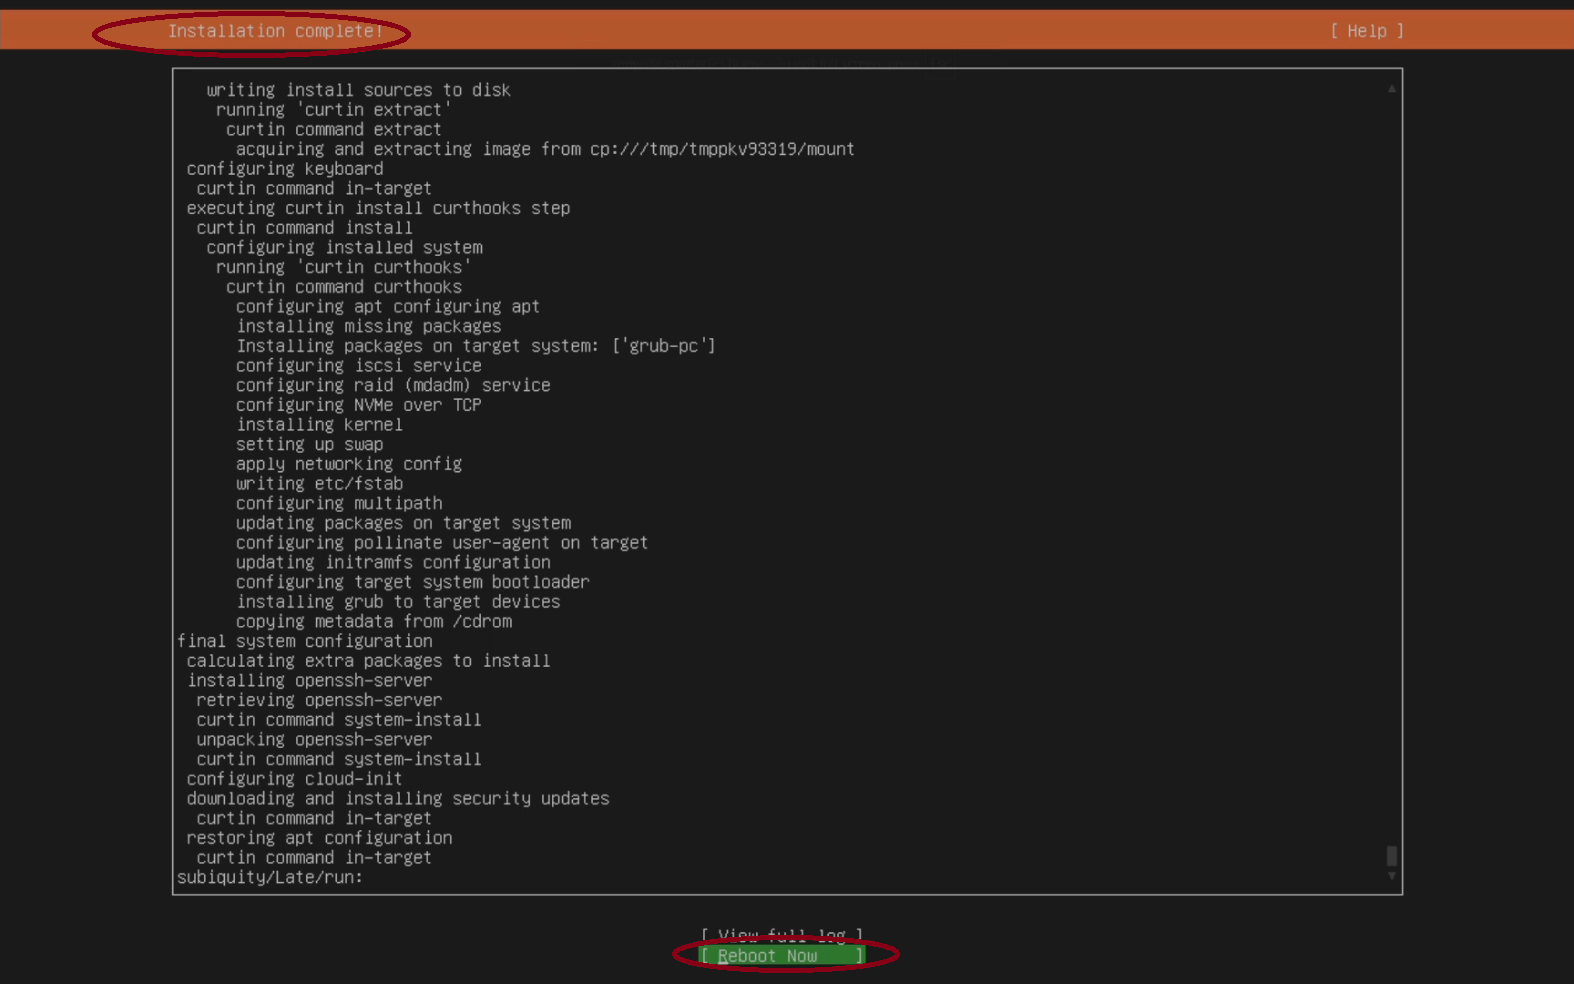 Installation complete! [ Help ]
writing install sources to disk
running 'curtin extract'
curtin command extract
acquiring and extracting image from cp:///tmp/tmppkv93319/mount
configuring keyboard
curtin command in-target
executing curtin install curthooks step
curtin command install
configuring installed system
running 'curtin curthooks'
curtin command curthooks
configuring apt configuring apt
installing missing packages
Installing packages on target system: ['grub-pc']
configuring iscsi service
configuring raid (mdadm) service
configuring NVMe over TCP
installing kernel
setting up swap
apply networking config
writing etc/fstab
configuring multipath
updating packages on target system
configuring pollinate user-agent on target
updating initramfs configuration
configuring target system bootloader
installing grub to target devices
copying metadata from /cdrom
final system configuration
calculating extra packages to install
installing openssh-server
retrieving openssh-server
curtin command system-install
unpacking openssh-server
curtin command system-install
configuring cloud-init
downloading and installing security updates
curtin command in-target
restoring apt configuration
curtin command in-target
subiquity/Late/run:
[ View full log ]
[ Reboot Now ]